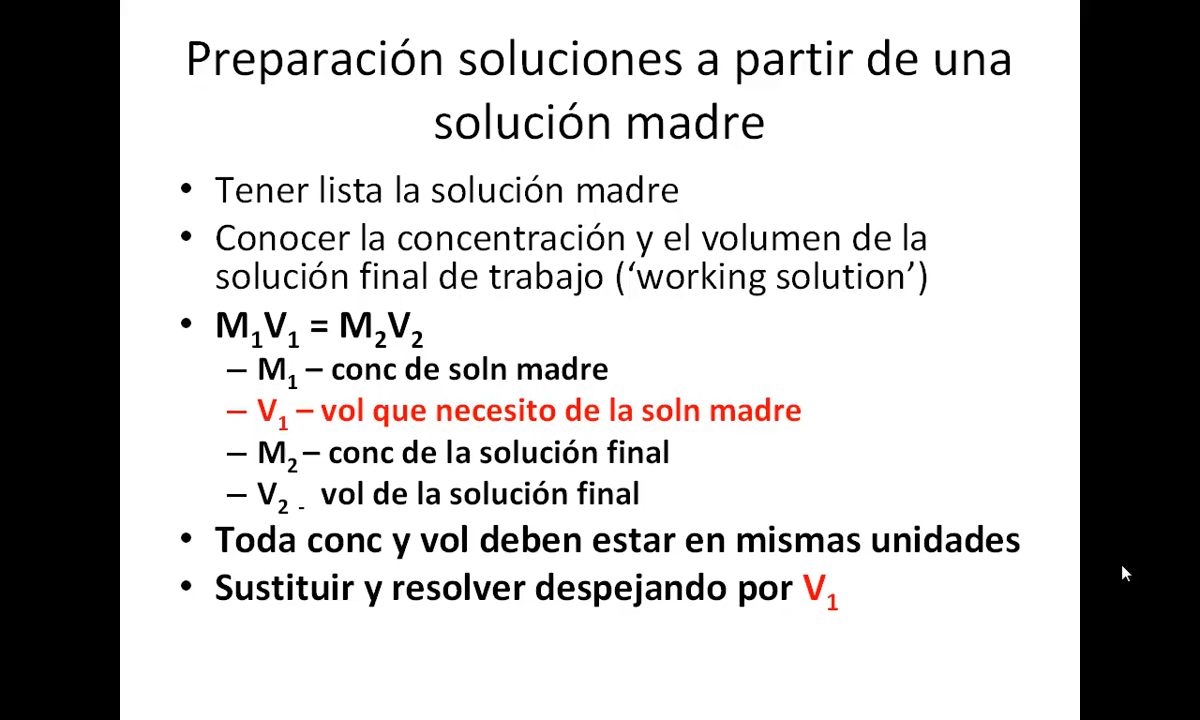 Preparación soluciones a partir de una
solución madre
• Tener lista la solución madre
• Conocer la concentración y el volumen de la
solución final de trabajo (‘working solution’)
• M₁V₁ = M₂V₂
– M₁ – conc de soln madre
– V₁ – vol que necesito de la soln madre
– M₂ – conc de la solución final
– V₂ - vol de la solución final
• Toda conc y vol deben estar en mismas unidades
• Sustituir y resolver despejando por V₁